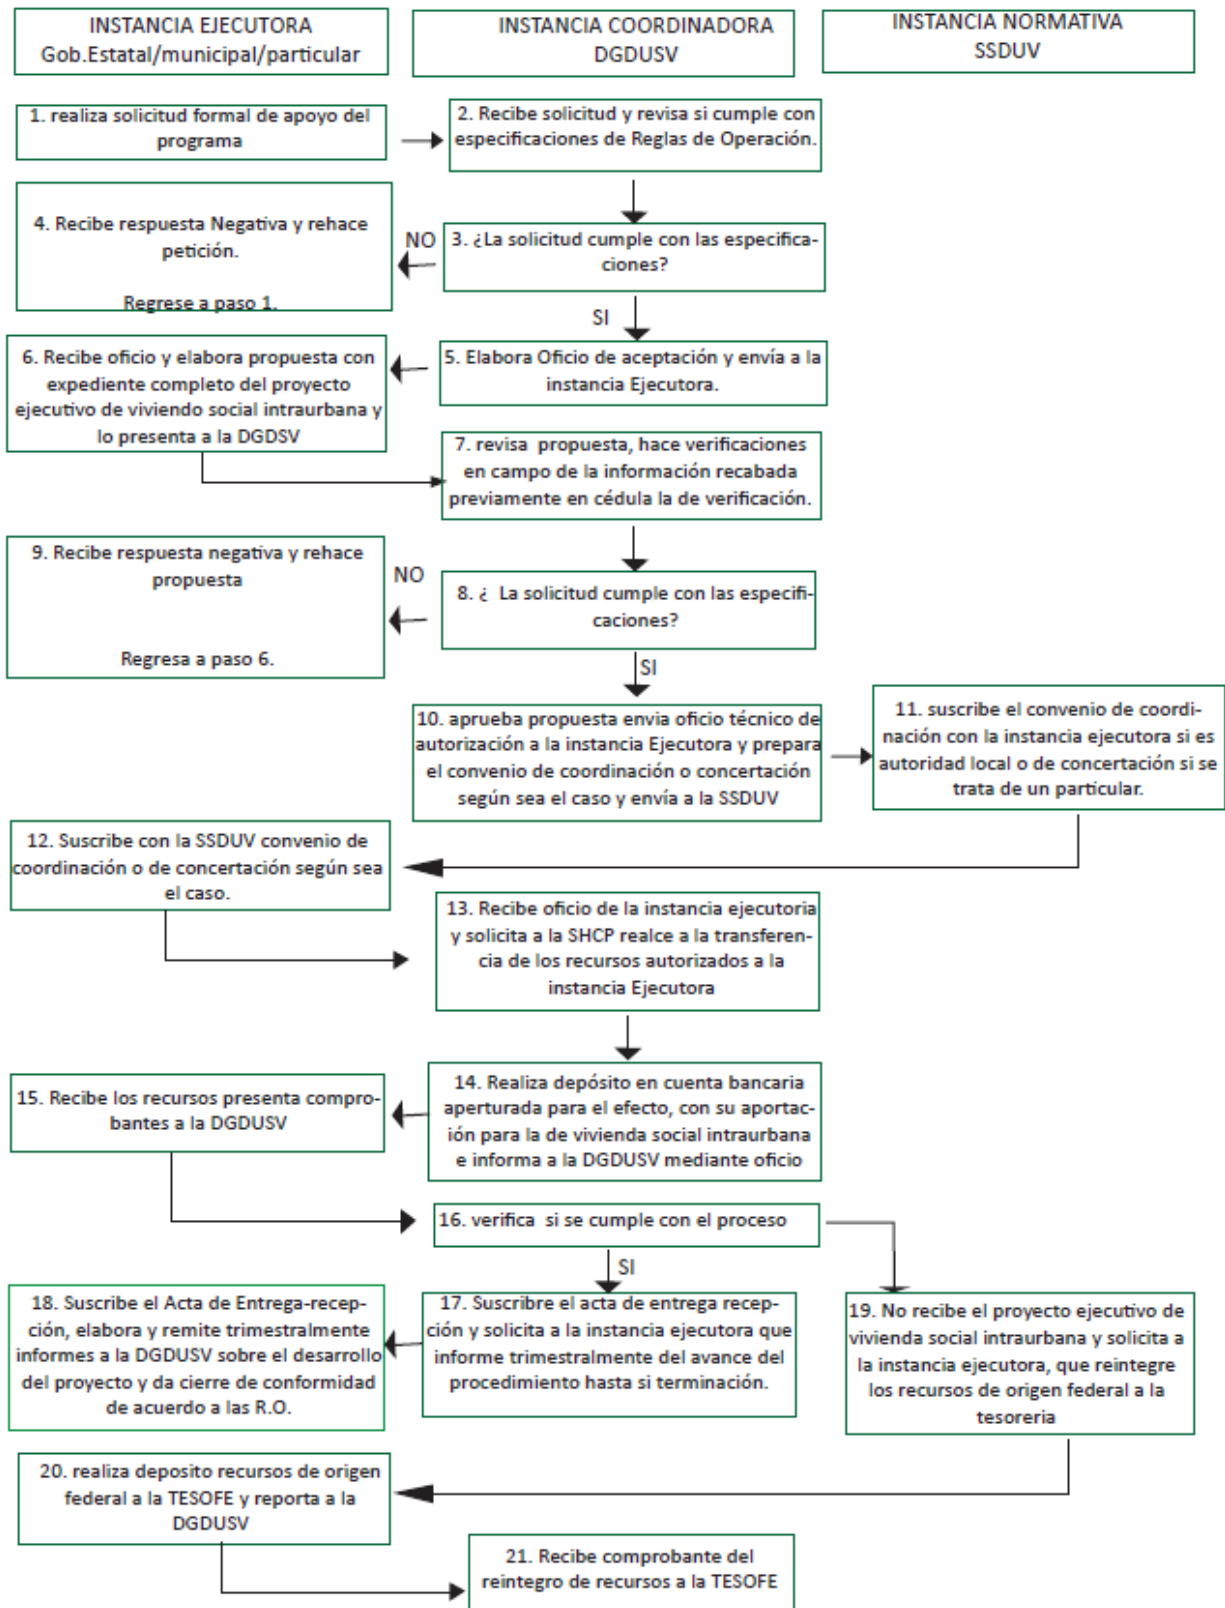 INSTANCIA EJECUTORA
Gob.Estatal/municipal/particular
INSTANCIA COORDINADORA
DGDUSV
INSTANCIA NORMATIVA
SSDUV
1. realiza solicitud formal de apoyo del
programa
2. Recibe solicitud y revisa si cumple con
especificaciones de Reglas de Operación.
3. ¿La solicitud cumple con las especifica-
ciones?
NO
4. Recibe respuesta Negativa y rehace
petición.
Regrese a paso 1.
SI
5. Elabora Oficio de aceptación y envía a la
instancia Ejecutora.
6. Recibe oficio y elabora propuesta con
expediente completo del proyecto
ejecutivo de viviendo social intraurbana y
lo presenta a la DGDSV
7. revisa propuesta, hace verificaciones
en campo de la información recabada
previamente en cédula la de verificación.
8. ¿ La solicitud cumple con las especifi-
caciones?
NO
9. Recibe respuesta negativa y rehace
propuesta
Regresa a paso 6.
SI
10. aprueba propuesta envia oficio técnico de
autorización a la instancia Ejecutora y prepara
el convenio de coordinación o concertación
según sea el caso y envía a la SSDUV
11. suscribe el convenio de coordi-
nación con la instancia ejecutora si es
autoridad local o de concertación si se
trata de un particular.
12. Suscribe con la SSDUV convenio de
coordinación o de concertación según sea
el caso.
13. Recibe oficio de la instancia ejecutoria
y solicita a la SHCP realce a la transferen-
cia de los recursos autorizados a la
instancia Ejecutora
14. Realiza depósito en cuenta bancaria
aperturada para el efecto, con su aportac-
ión para la de vivienda social intraurbana
e informa a la DGDUSV mediante oficio
15. Recibe los recursos presenta compro-
bantes a la DGDUSV
16. verifica si se cumple con el proceso
SI
17. Suscribre el acta de entrega recep-
ción y solicita a la instancia ejecutora que
informe trimestralmente del avance del
procedimiento hasta si terminación.
18. Suscribe el Acta de Entrega-recep-
ción, elabora y remite trimestralmente
informes a la DGDUSV sobre el desarrollo
del proyecto y da cierre de conformidad
de acuerdo a las R.O.
19. No recibe el proyecto ejecutivo de
vivienda social intraurbana y solicita a
la instancia ejecutora, que reintegre
los recursos de origen federal a la
tesoreria
20. realiza deposito recursos de origen
federal a la TESOFE y reporta a la
DGDUSV
21. Recibe comprobante del
reintegro de recursos a la TESOFE